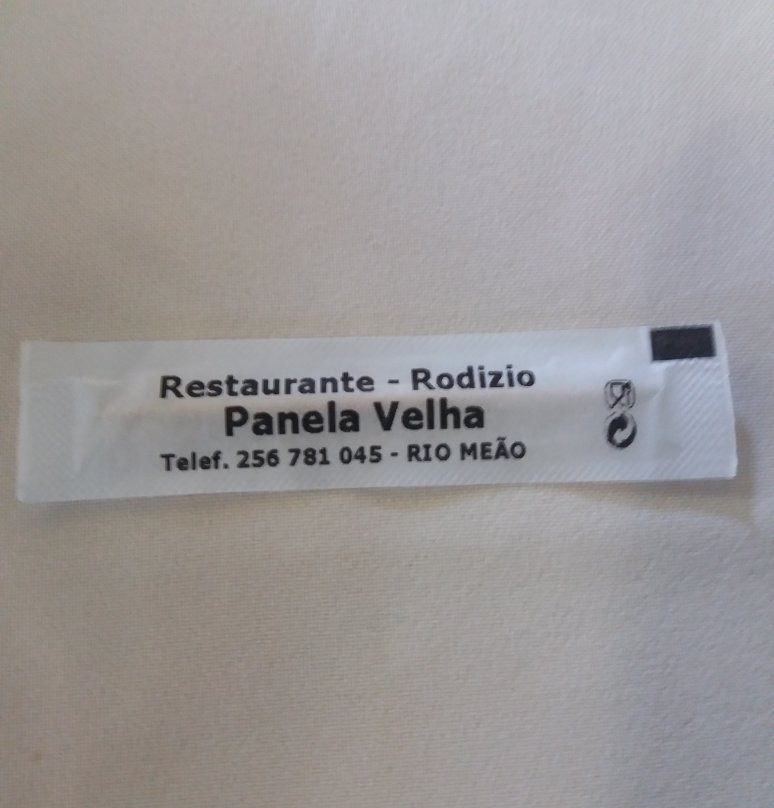 Restaurante - Rodizio
Panela Velha
Telef. 256 781 045 - RIO MEÃO